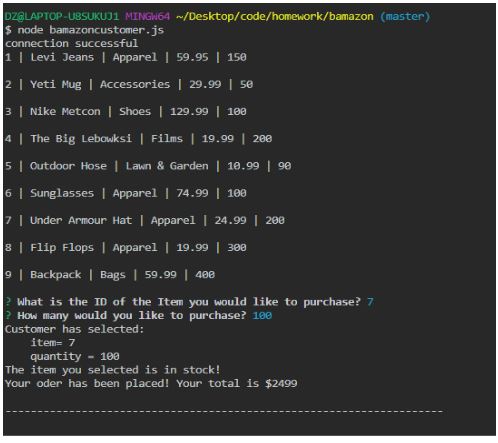 DZ@LAPTOP-U8SUKUJ1 MINGW64 ~/Desktop/code/homework/bamazon (master)
$ node bamazoncustomer.js
connection successful
1 | Levi Jeans | Apparel | 59.95 | 150
2 | Yeti Mug | Accessories | 29.99 | 50
3 | Nike Metcon | Shoes | 129.99 | 100
4 | The Big Lebowksi | Films | 19.99 | 200
5 | Outdoor Hose | Lawn & Garden | 10.99 | 90
6 | Sunglasses | Apparel | 74.99 | 100
7 | Under Armour Hat | Apparel | 24.99 | 200
8 | Flip Flops | Apparel | 19.99 | 300
9 | Backpack | Bags | 59.99 | 400
? What is the ID of the Item you would like to purchase? 7
? How many would you like to purchase? 100
Customer has selected:
    item= 7
    quantity = 100
The item you selected is in stock!
Your oder has been placed! Your total is $2499
---------------------------------------------------------------------